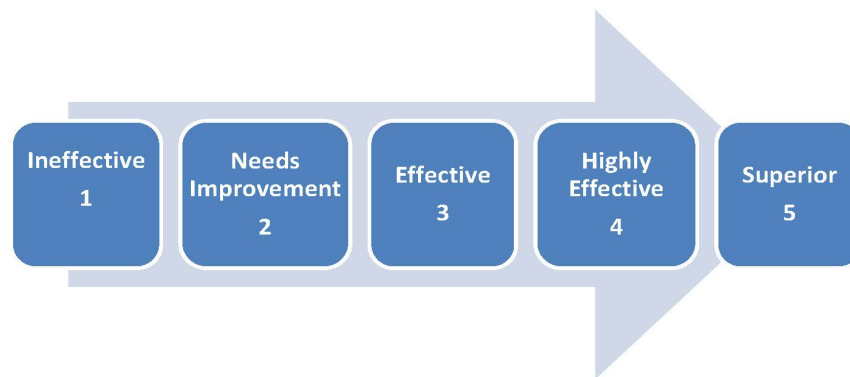 Ineffective
1
Needs
Improvement
2
Effective
3
Highly
Effective
4
Superior
5